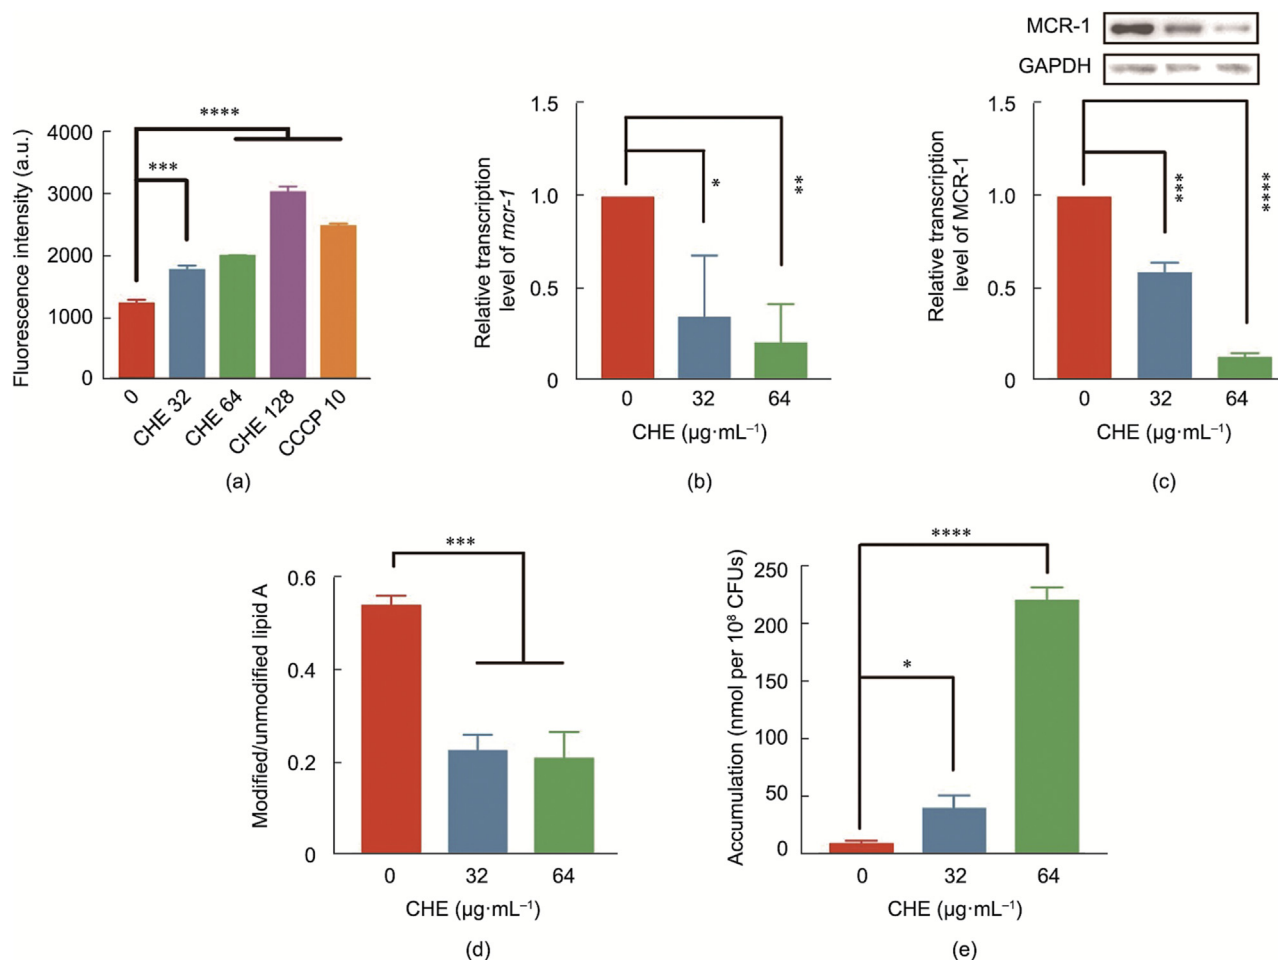 Fluorescence intensity (a.u.)
4000
3000
2000
1000
0
****
***
0
CHE 32
CHE 64
CHE 128
CCCP 10
(a)
Relative transcription
level of mcr-1
1.5
1.0
0.5
0
*
**
0 32 64
CHE (µg·mL⁻¹)
(b)
MCR-1
GAPDH
Relative transcription
level of MCR-1
1.5
1.0
0.5
0
***
****
0 32 64
CHE (µg·mL⁻¹)
(c)
Modified/unmodified lipid A
0.6
0.4
0.2
0
***
0 32 64
CHE (µg·mL⁻¹)
(d)
Accumulation (nmol per 10⁸ CFUs)
250
200
150
100
50
0
****
*
0 32 64
CHE (µg·mL⁻¹)
(e)